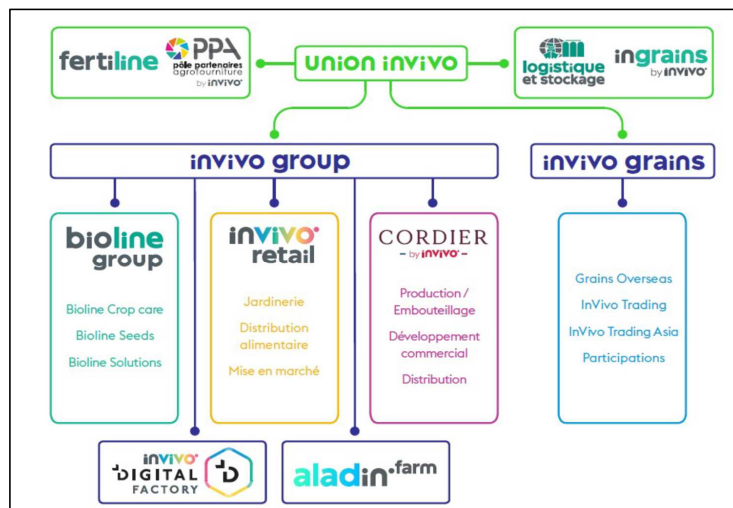 fertiline
PPA
pôle partenaires
agrofourniture
by invivo
union invivo
logistique
et stockage
ingrains
by invivo
invivo group
invivo grains
bioline
group
Bioline Crop care
Bioline Seeds
Bioline Solutions
invivo
retail
Jardinerie
Distribution
alimentaire
Mise en marché
CORDIER
- by invivo -
Production /
Embouteillage
Développement
commercial
Distribution
Grains Overseas
InVivo Trading
InVivo Trading Asia
Participations
invivo
DIGITAL
FACTORY
D
aladin.farm